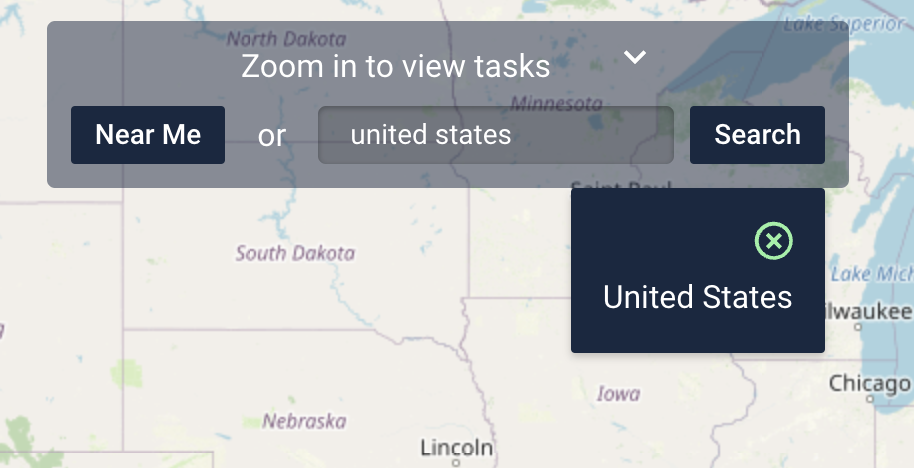 Lake Superior
North Dakota
Zoom in to view tasks
Minnesota
Near Me
or
united states
Search
Saint Paul
South Dakota
Lake Mich
United States
ilwaukee
Chicago
Iowa
Nebraska
Lincoln